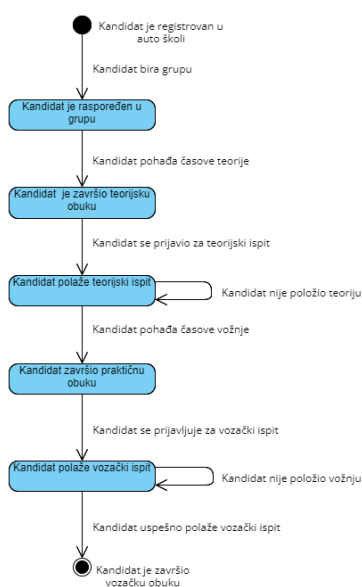 Kandidat je registrovan u
auto školi
Kandidat bira grupu
Kandidat je raspoređen u
grupu
Kandidat pohađa časove teorije
Kandidat je završio teorijsku
obuku
Kandidat se prijavio za teorijski ispit
Kandidat polaže teorijski ispit
Kandidat nije položio teoriju
Kandidat pohađa časove vožnje
Kandidat završio praktičnu
obuku
Kandidat se prijavljuje za vozački ispit
Kandidat polaže vozački ispit
Kandidat nije položio vožnju
Kandidat uspešno polaže vozački ispit
Kandidat je završio
vozačku obuku